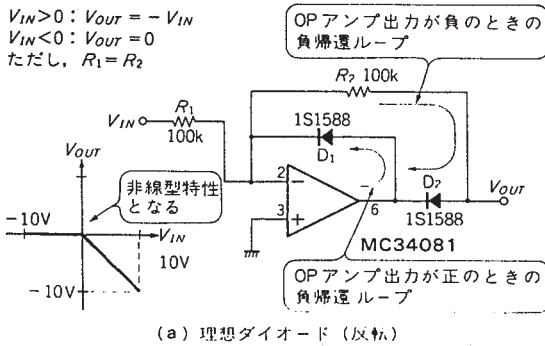 V_IN>0 : V_OUT = − V_IN
V_IN<0 : V_OUT = 0
ただし, R₁=R₂
OPアンプ出力が負のときの
負帰還ループ
R₂ 100k
R₁
V_IN
100k
1S1588
D₁
V_OUT
非線型特性
となる
−10V
V_IN
10V
−10V
2
−
3
+
−
6
D₂
V_OUT
1S1588
MC34081
OPアンプ出力が正のときの
負帰還ループ
(a) 理想ダイオード (反転)